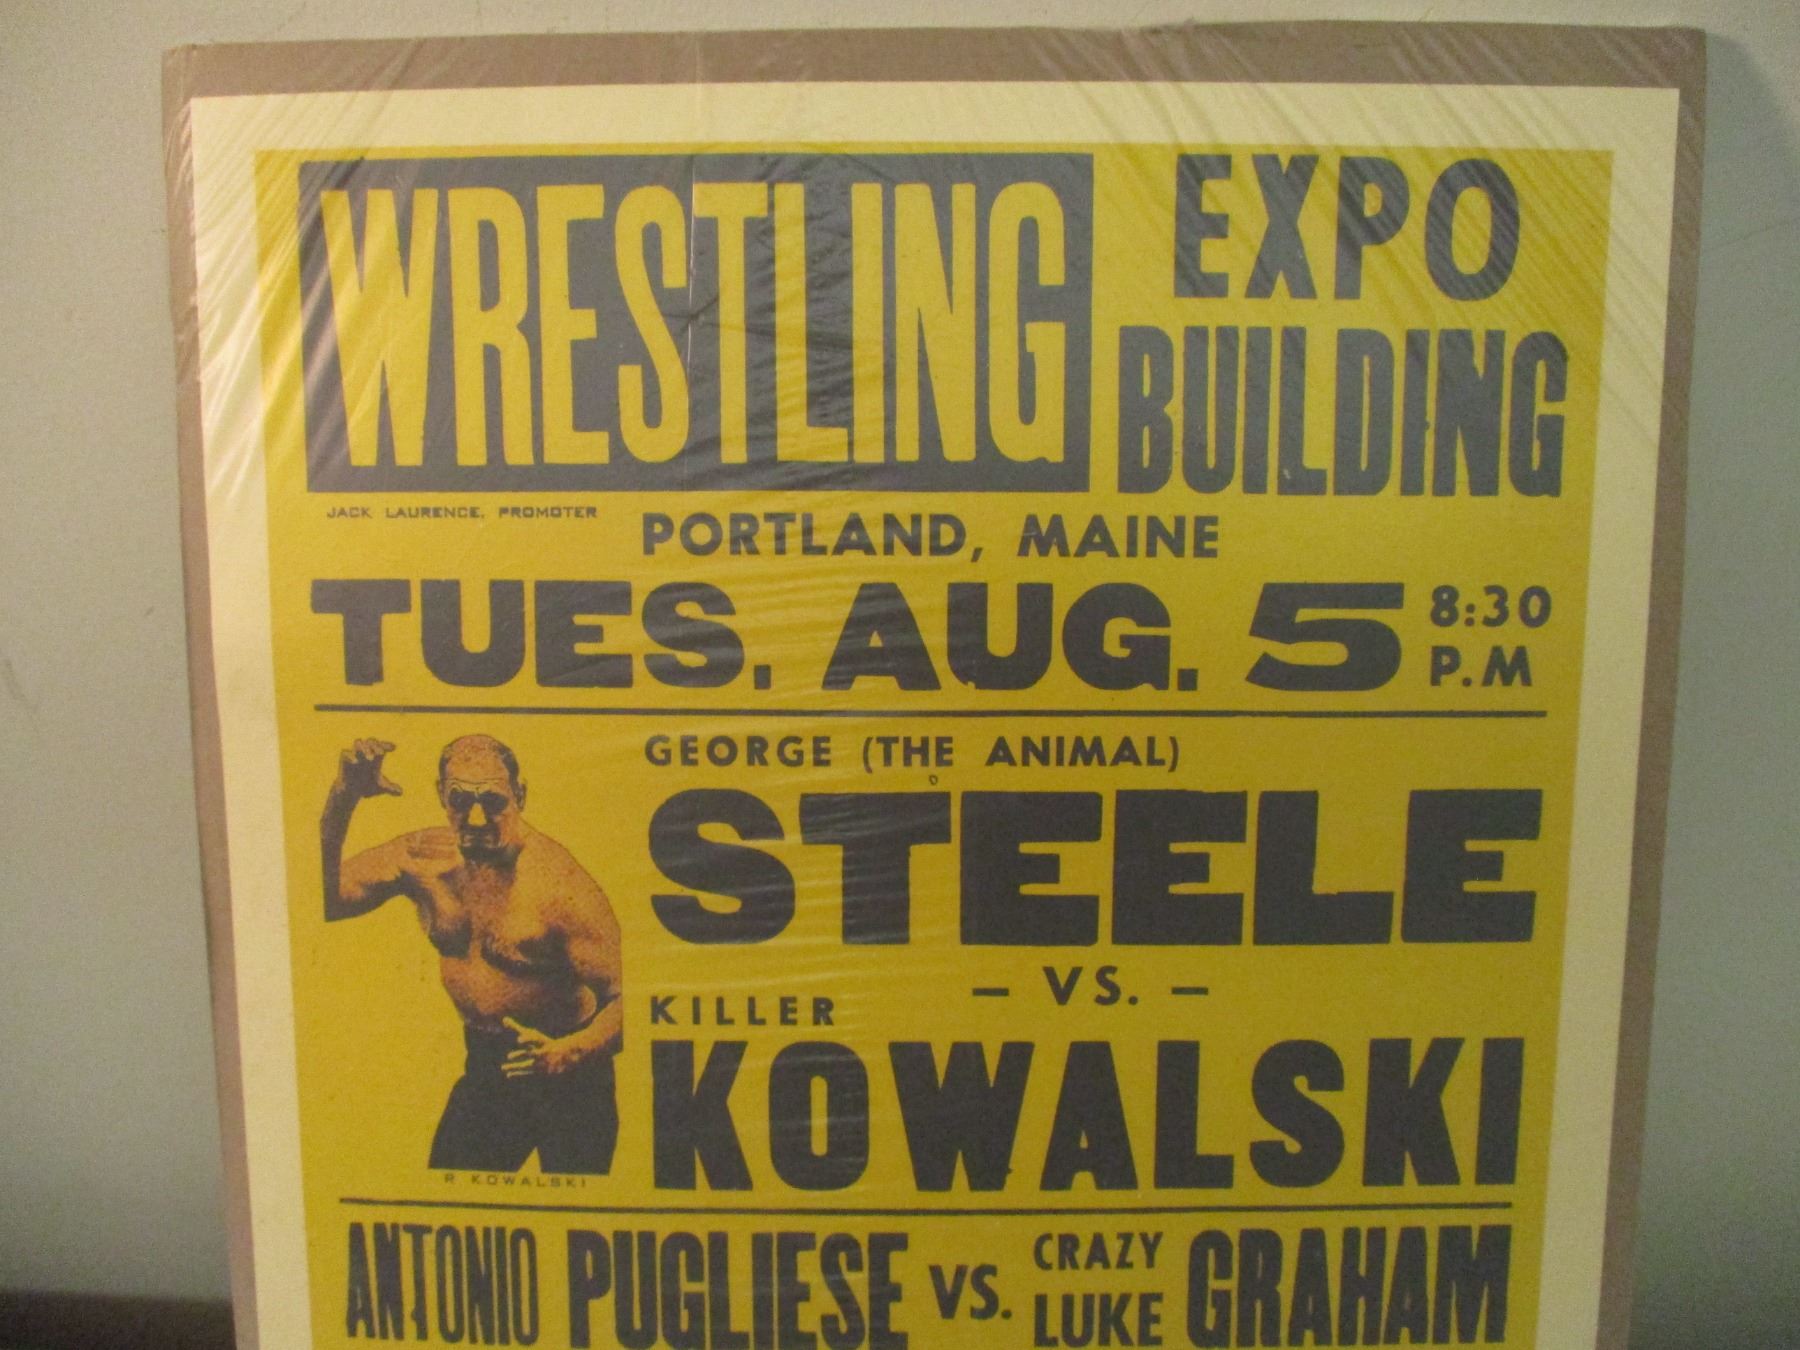 WRESTLING
EXPO
BUILDING
JACK LAURENCE, PROMOTER
PORTLAND, MAINE
TUES. AUG. 5
8:30
P.M
GEORGE (THE ANIMAL)
STEELE
— VS. —
KILLER
KOWALSKI
R KOWALSKI
ANTONIO PUGLIESE VS. CRAZY LUKE GRAHAM